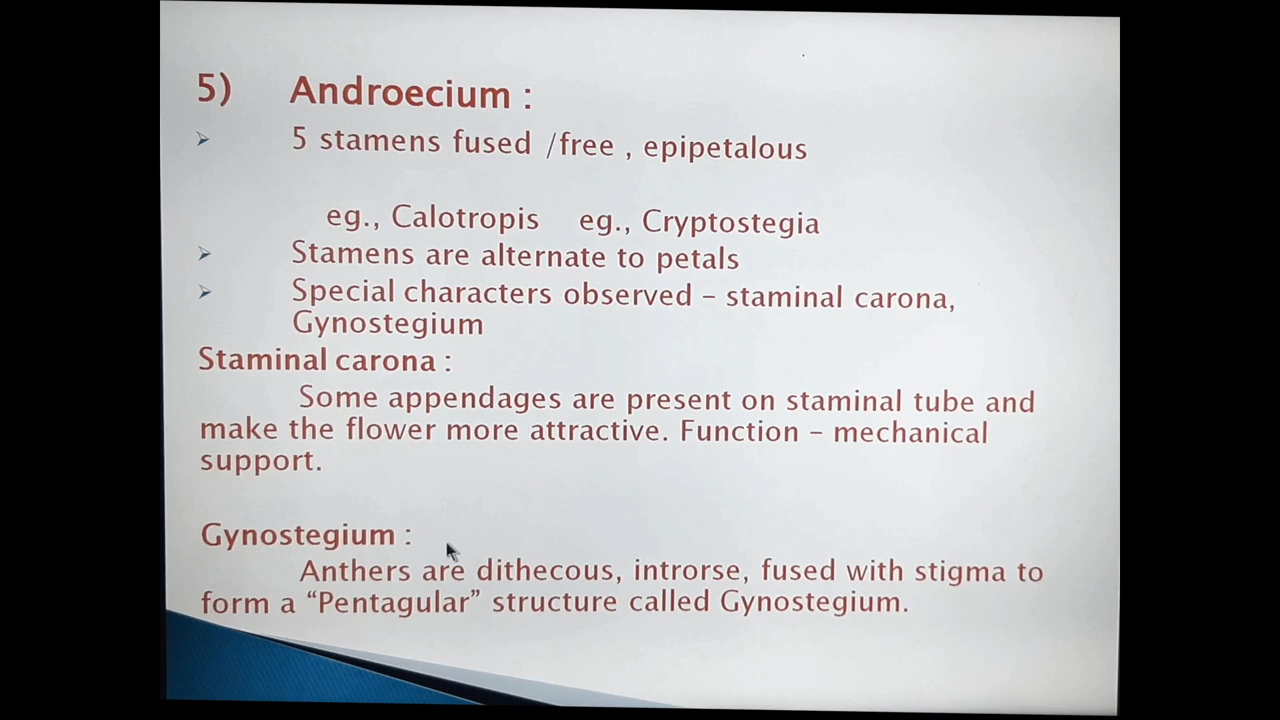 5) Androecium :
➢ 5 stamens fused /free , epipetalous
eg., Calotropis eg., Cryptostegia
➢ Stamens are alternate to petals
➢ Special characters observed – staminal carona,
Gynostegium
Staminal carona :
Some appendages are present on staminal tube and
make the flower more attractive. Function – mechanical
support.
Gynostegium :
Anthers are dithecous, introrse, fused with stigma to
form a “Pentagular” structure called Gynostegium.